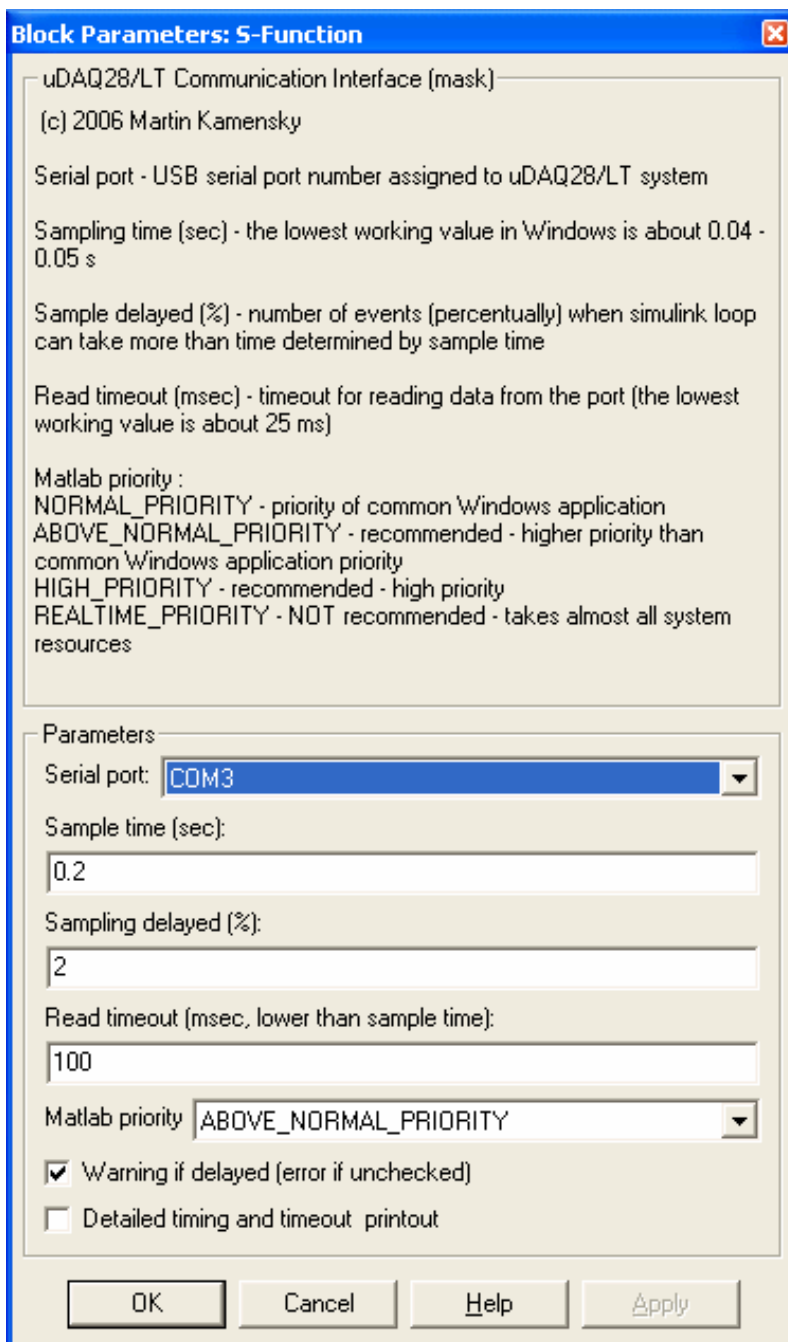 Block Parameters: S-Function
uDAQ28/LT Communication Interface (mask)
(c) 2006 Martin Kamensky
Serial port - USB serial port number assigned to uDAQ28/LT system
Sampling time (sec) - the lowest working value in Windows is about 0.04 -
0.05 s
Sample delayed (%) - number of events (percentually) when simulink loop
can take more than time determined by sample time
Read timeout (msec) - timeout for reading data from the port (the lowest
working value is about 25 ms)
Matlab priority :
NORMAL_PRIORITY - priority of common Windows application
ABOVE_NORMAL_PRIORITY - recommended - higher priority than
common Windows application priority
HIGH_PRIORITY - recommended - high priority
REALTIME_PRIORITY - NOT recommended - takes almost all system
resources
Parameters
Serial port: COM3
Sample time (sec):
0.2
Sampling delayed (%):
2
Read timeout (msec, lower than sample time):
100
Matlab priority ABOVE_NORMAL_PRIORITY
Warning if delayed (error if unchecked)
Detailed timing and timeout printout
OK Cancel Help Apply